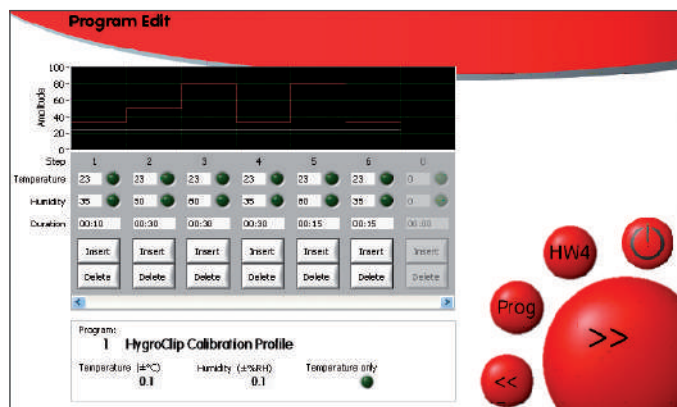 Program Edit
100
80
60
40
20
0
Amplitude
Step 1 2 3 4 5 6 0
Temperature 23 23 23 23 23 23 0
Humidity 35 50 80 35 80 35 0
Duration 00:10 00:30 00:30 00:30 00:15 00:15 00:00
Insert Insert Insert Insert Insert Insert Insert
Delete Delete Delete Delete Delete Delete Delete
Program:
1 HygroClip Calibration Profile
Temperature (±°C) Humidity (±%RH) Temperature only
0.1 0.1
HW4
Prog
>>
<<